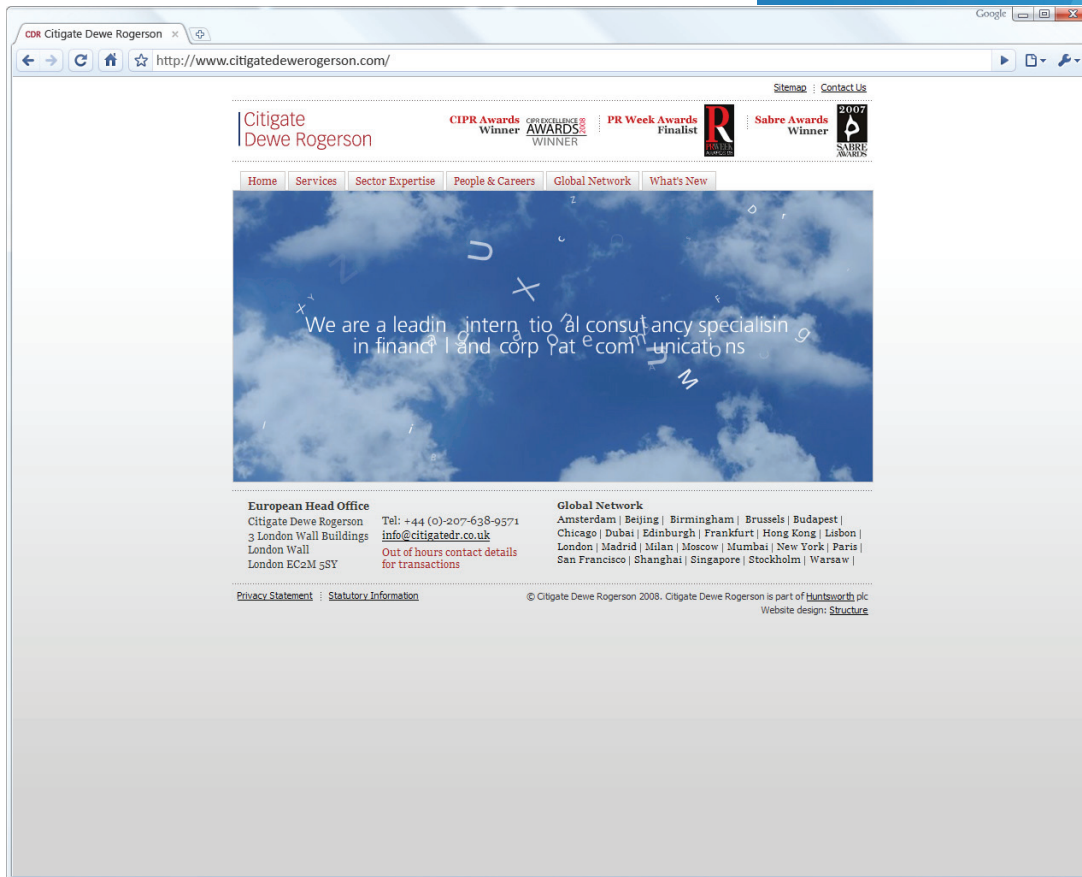 Google
CDR Citigate Dewe Rogerson
http://www.citigatedewerogerson.com/
Sitemap Contact Us
Citigate
Dewe Rogerson
CIPR Awards
Winner
CIPR EXCELLENCE
AWARDS 2008
WINNER
PR Week Awards
Finalist
R
PRWEEK
AWARDS
Sabre Awards
Winner
2007
SABRE
AWARDS
Home Services Sector Expertise People & Careers Global Network What's New
We are a leadin intern tio al consu ancy specialisin
in financi l and corp rat e com unicati ns
European Head Office
Citigate Dewe Rogerson
3 London Wall Buildings
London Wall
London EC2M 5SY
Tel: +44 (0)-207-638-9571
info@citigatedr.co.uk
Out of hours contact details
for transactions
Global Network
Amsterdam | Beijing | Birmingham | Brussels | Budapest |
Chicago | Dubai | Edinburgh | Frankfurt | Hong Kong | Lisbon |
London | Madrid | Milan | Moscow | Mumbai | New York | Paris |
San Francisco | Shanghai | Singapore | Stockholm | Warsaw |
Privacy Statement Statutory Information
© Citigate Dewe Rogerson 2008. Citigate Dewe Rogerson is part of Huntsworth plc
Website design: Structure